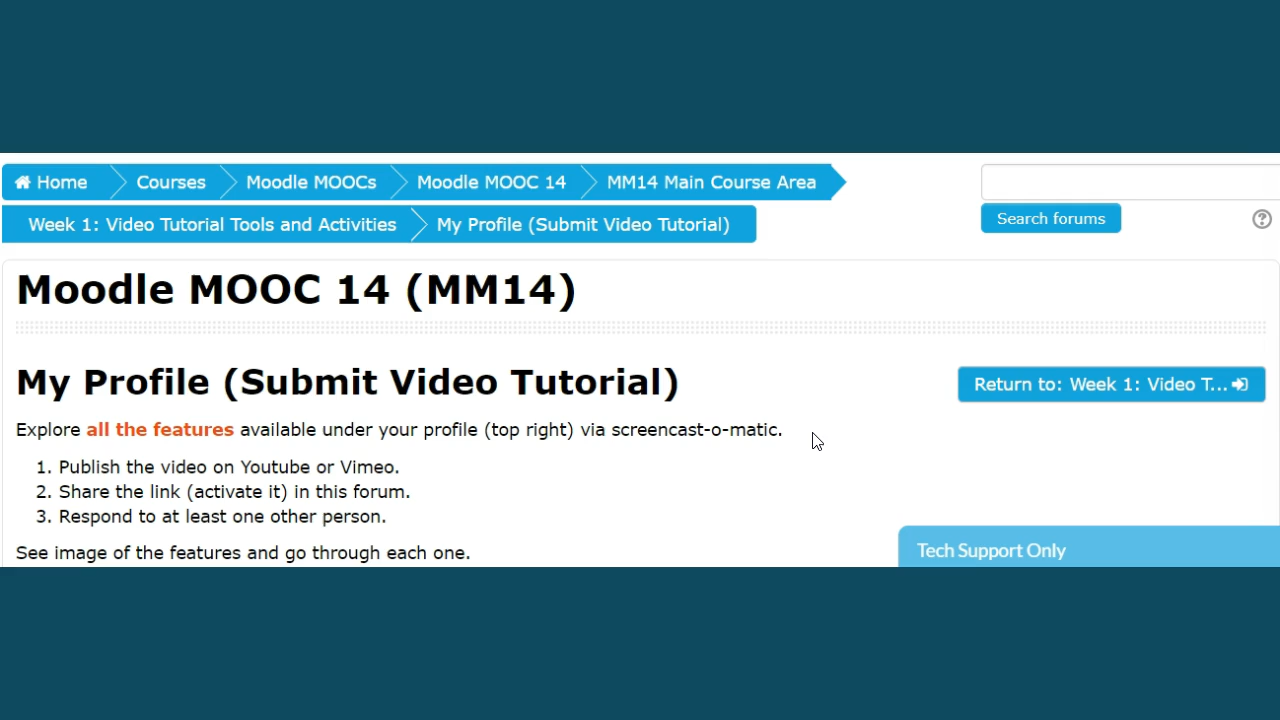 Home Courses Moodle MOOCs Moodle MOOC 14 MM14 Main Course Area
Week 1: Video Tutorial Tools and Activities My Profile (Submit Video Tutorial)
Search forums
Moodle MOOC 14 (MM14)
My Profile (Submit Video Tutorial)
Return to: Week 1: Video T...
Explore all the features available under your profile (top right) via screencast-o-matic.
1. Publish the video on Youtube or Vimeo.
2. Share the link (activate it) in this forum.
3. Respond to at least one other person.
See image of the features and go through each one.
Tech Support Only